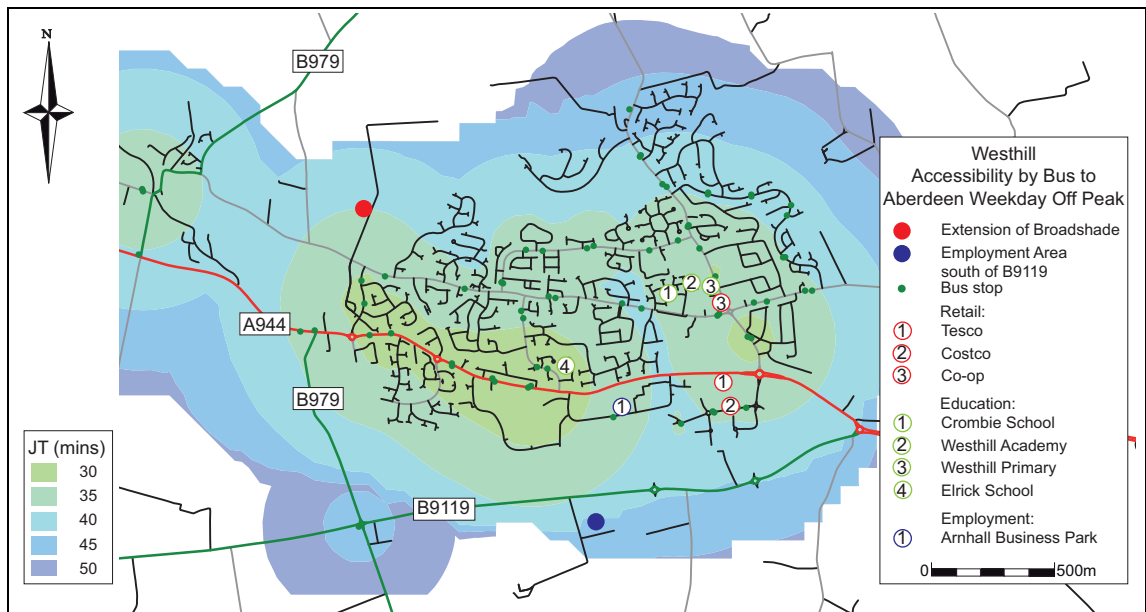 N
B979
A944
B979
B9119
1
2
3
3
4
1
1
2
JT (mins)
30
35
40
45
50
Westhill
Accessibility by Bus to
Aberdeen Weekday Off Peak
Extension of Broadshade
Employment Area
south of B9119
Bus stop
Retail:
1 Tesco
2 Costco
3 Co-op
Education:
1 Crombie School
2 Westhill Academy
3 Westhill Primary
4 Elrick School
Employment:
1 Arnhall Business Park
0 500m